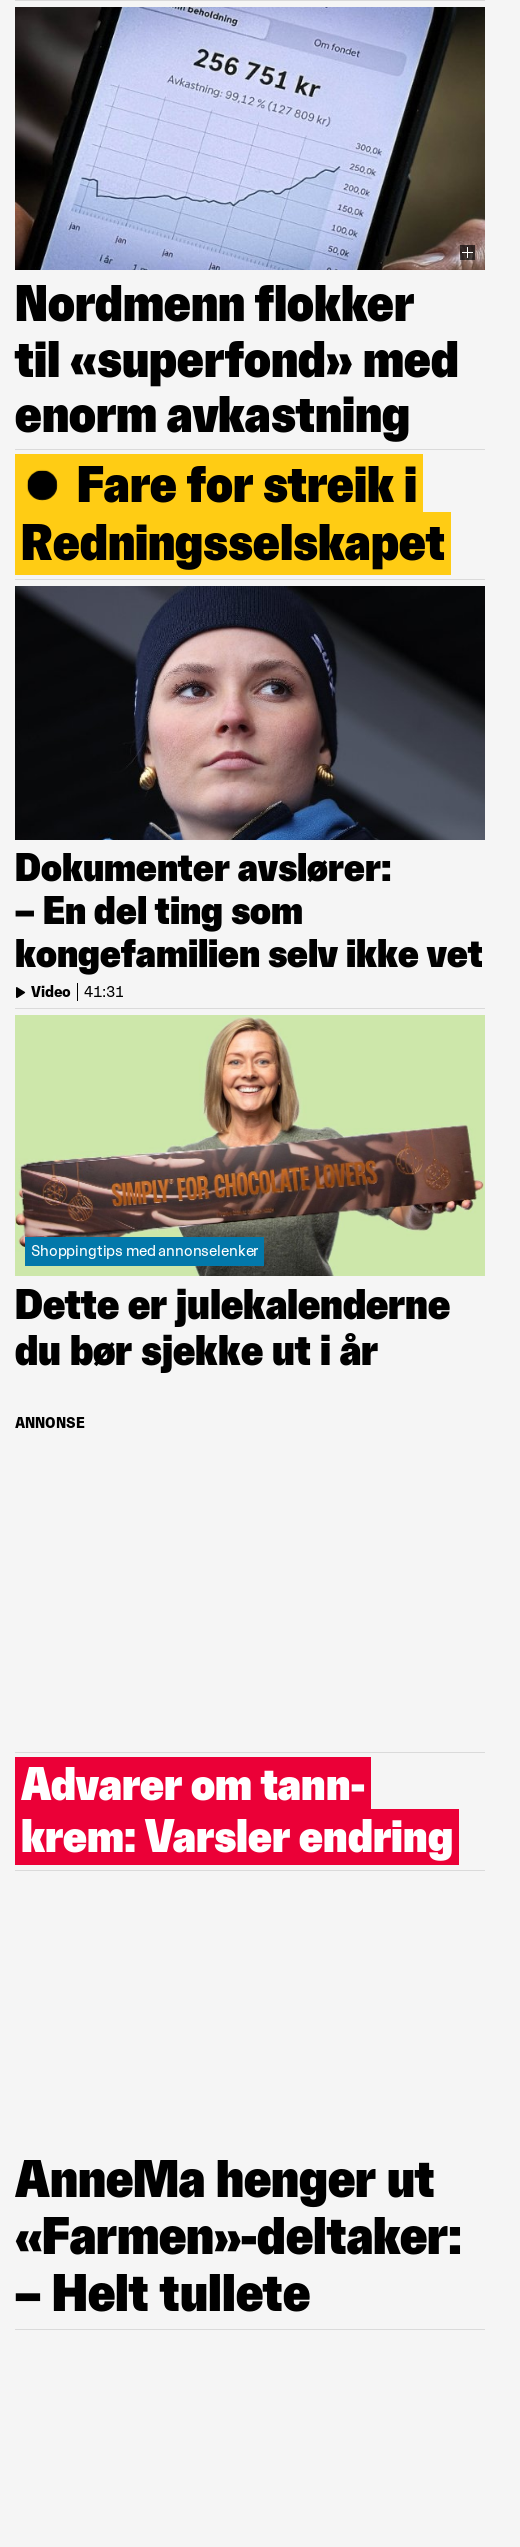 beholdning
Om fondet
256 751 kr
Avkastning: 99,12 % (127 809 kr)
300,0k
250,0k
200,0k
150,0k
100,0k
50,0k
jan
jan
jan
jan
I år
Nordmenn flokker
til «superfond» med
enorm avkastning
● Fare for streik i
Redningsselskapet
Dokumenter avslører:
– En del ting som
kongefamilien selv ikke vet
Video | 41:31
SIMPLY' FOR CHOCOLATE LOVERS
Shoppingtips med annonselenker
Dette er julekalenderne
du bør sjekke ut i år
ANNONSE
Advarer om tann-
krem: Varsler endring
AnneMa henger ut
«Farmen»-deltaker:
– Helt tullete